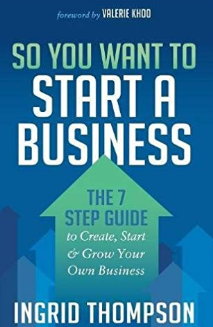 foreword by VALERIE KHOO
SO YOU WANT TO
START A
BUSINESS
THE 7
STEP GUIDE
to Create, Start
& Grow Your
Own Business
INGRID THOMPSON